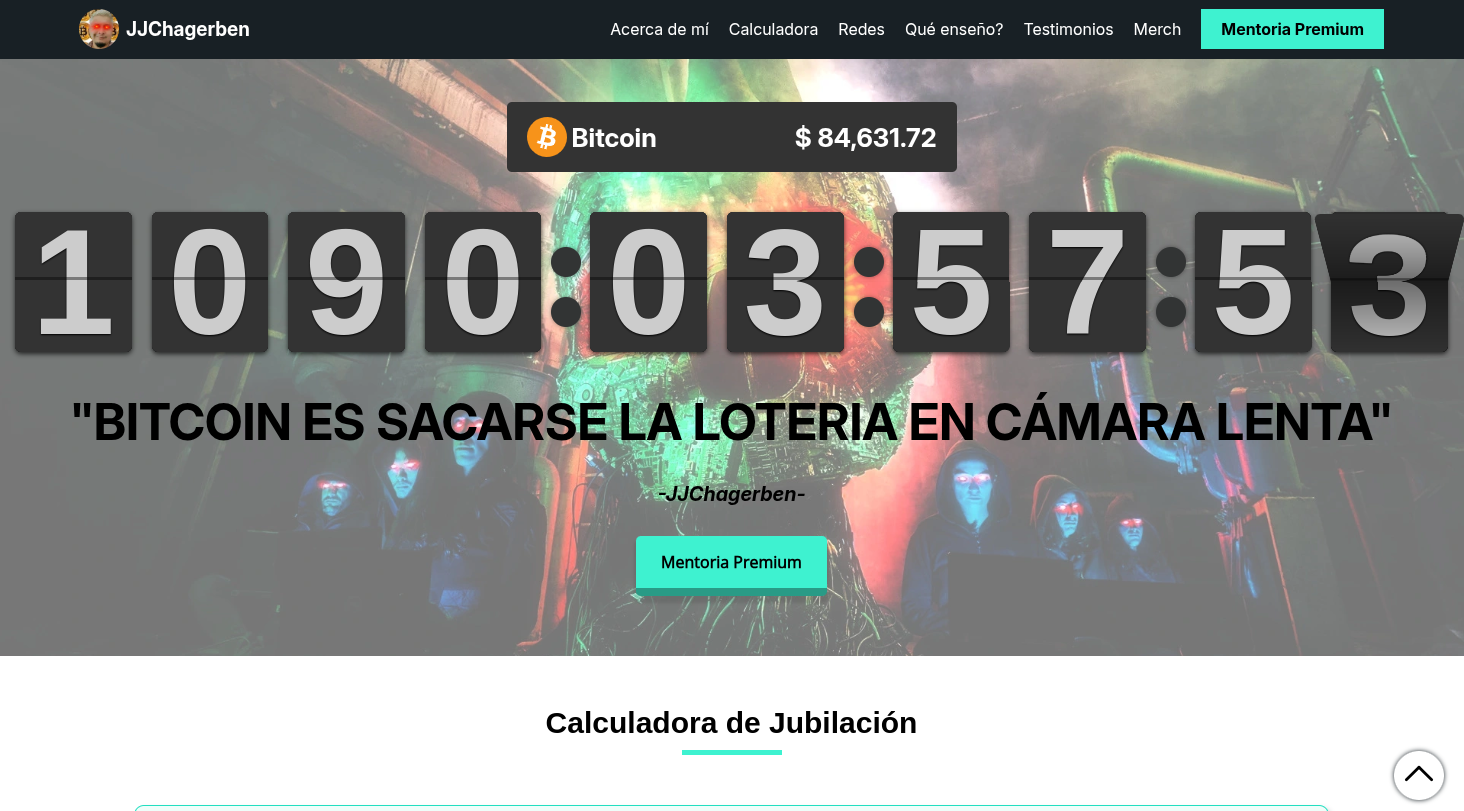 JJChagerben
Acerca de mí Calculadora Redes Qué enseño? Testimonios Merch Mentoria Premium
Bitcoin $ 84,631.72
1090:03:57:53
"BITCOIN ES SACARSE LA LOTERIA EN CÁMARA LENTA"
-JJChagerben-
Mentoria Premium
Calculadora de Jubilación